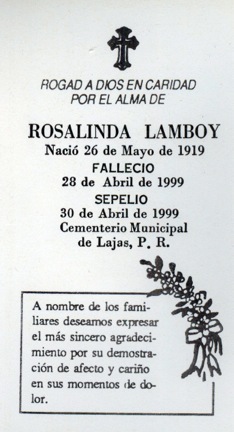 ROGAD A DIOS EN CARIDAD
POR EL ALMA DE
ROSALINDA LAMBOY
Nació 26 de Mayo de 1919
FALLECIO
28 de Abril de 1999
SEPELIO
30 de Abril de 1999
Cementerio Municipal
de Lajas, P. R.
A nombre de los fami-
liares deseamos expresar
el más sincero agradeci-
miento por su demostra-
ción de afecto y cariño
en sus momentos de do-
lor.